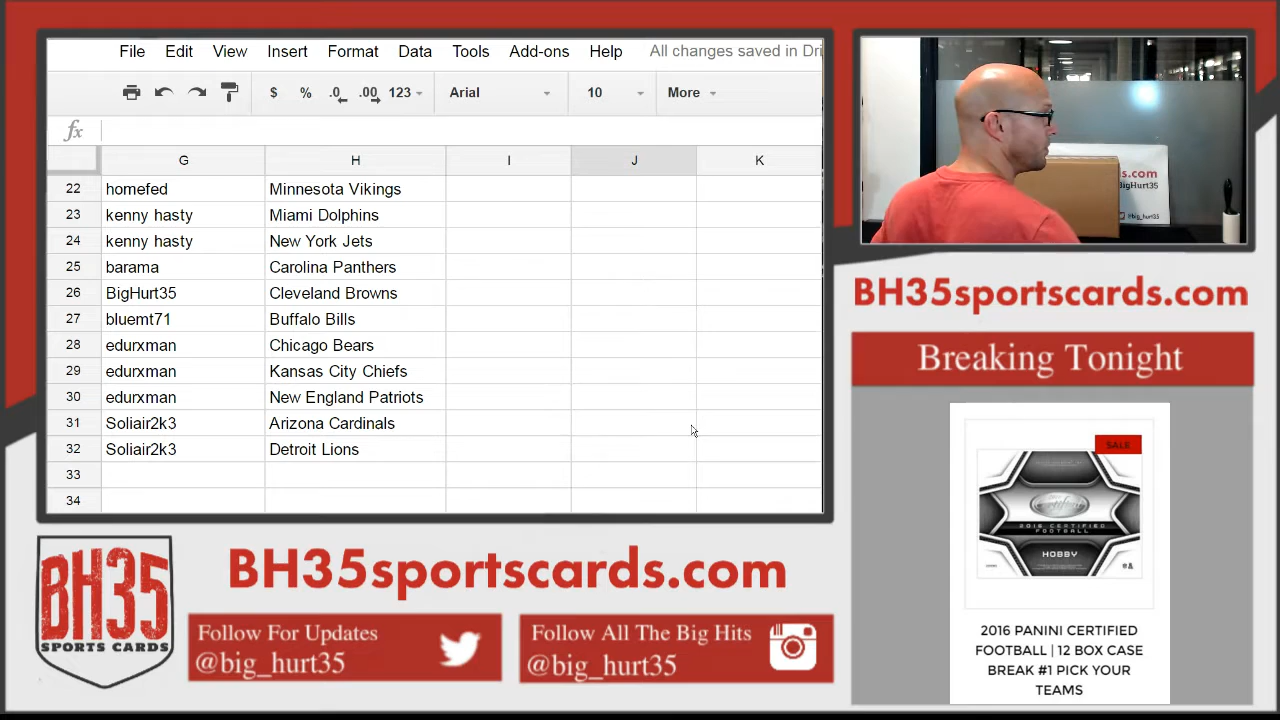 File Edit View Insert Format Data Tools Add-ons Help All changes saved in Dri
$ % .0 .00 123 Arial 10 More
fx
G H I J K
22 homefed Minnesota Vikings
23 kenny hasty Miami Dolphins
24 kenny hasty New York Jets
25 barama Carolina Panthers
26 BigHurt35 Cleveland Browns
27 bluemt71 Buffalo Bills
28 edurxman Chicago Bears
29 edurxman Kansas City Chiefs
30 edurxman New England Patriots
31 Soliair2k3 Arizona Cardinals
32 Soliair2k3 Detroit Lions
33
34
s.com
BigHurt35
@big_hurt35
BH35sportscards.com
Breaking Tonight
SALE
certified
2016 CERTIFIED
FOOTBALL
HOBBY
2016 PANINI CERTIFIED
FOOTBALL | 12 BOX CASE
BREAK #1 PICK YOUR
TEAMS
BH35
SPORTS CARDS
BH35sportscards.com
Follow For Updates
@big_hurt35
Follow All The Big Hits
@big_hurt35